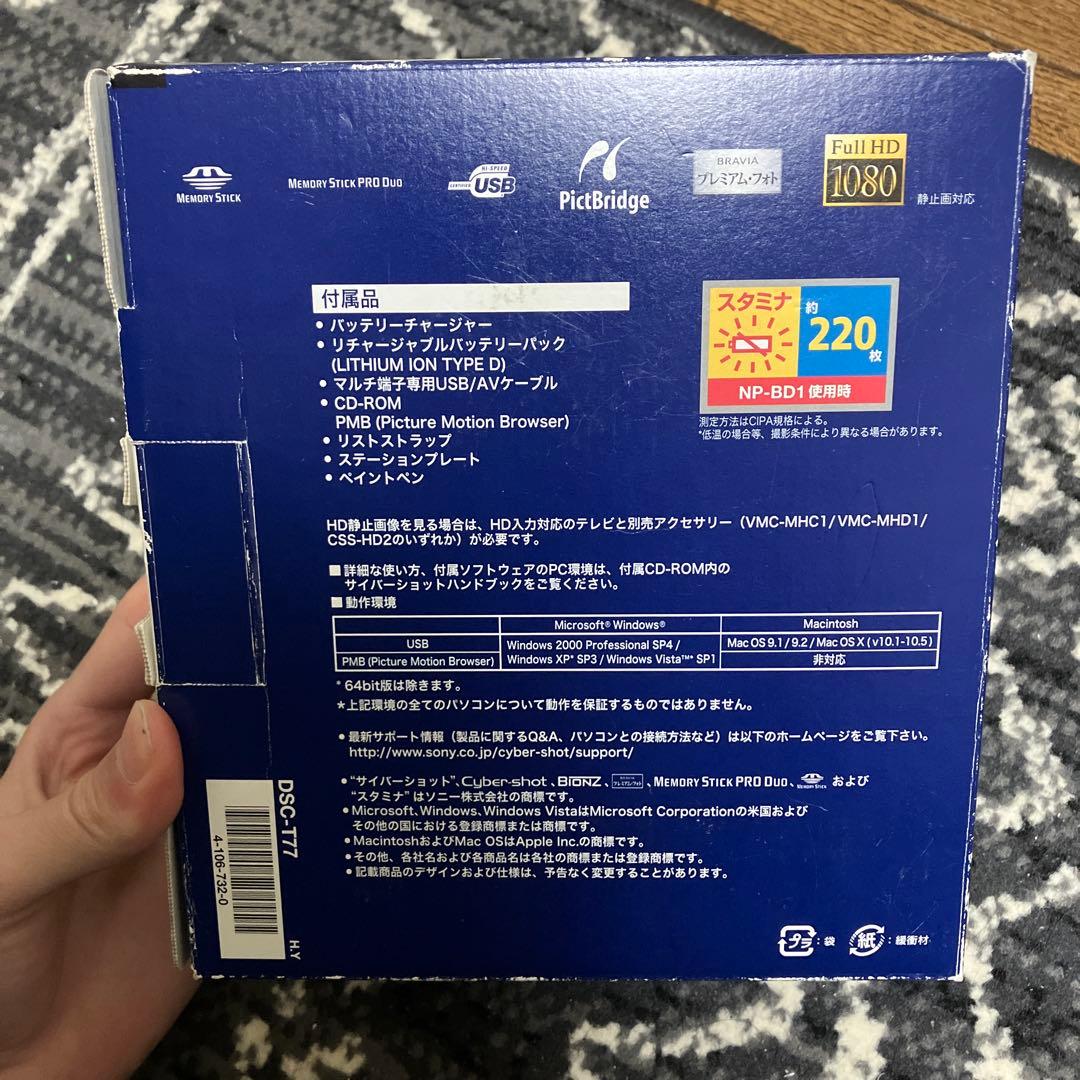 MEMORY STICK
MEMORY STICK PRO DUO
HI-SPEED
CERTIFIED USB
PictBridge
BRAVIA
プレミアム・フォト
Full HD
1080
静止画対応
付属品
• バッテリーチャージャー
• リチャージャブルバッテリーパック
(LITHIUM ION TYPE D)
• マルチ端子専用USB/AVケーブル
• CD-ROM
PMB (Picture Motion Browser)
• リストストラップ
• ステーションプレート
• ペイントペン
スタミナ
約
220枚
NP-BD1 使用時
測定方法はCIPA規格による。
*低温の場合等、撮影条件により異なる場合があります。
HD静止画像を見る場合は、HD入力対応のテレビと別売アクセサリー（VMC-MHC1/VMC-MHD1/
CSS-HD2のいずれか）が必要です。
■詳細な使い方、付属ソフトウェアのPC環境は、付属CD-ROM内の
サイバーショットハンドブックをご覧ください。
■動作環境
Microsoft® Windows® Macintosh
USB Windows 2000 Professional SP4 / Mac OS 9.1 / 9.2 / Mac OS X ( v10.1-10.5 )
PMB (Picture Motion Browser) Windows XP* SP3 / Windows Vista™* SP1 非対応
* 64bit版は除きます。
*上記環境の全てのパソコンについて動作を保証するものではありません。
• 最新サポート情報（製品に関するQ&A、パソコンとの接続方法など）は以下のホームページをご覧下さい。
http://www.sony.co.jp/cyber-shot/support/
• "サイバーショット"、Cyber-shot 、BIONZ 、プレミアム・フォト 、MEMORY STICK PRO DUO、MEMORY STICK および
"スタミナ"はソニー株式会社の商標です。
• Microsoft、Windows、Windows VistaはMicrosoft Corporationの米国および
その他の国における登録商標または商標です。
• MacintoshおよびMac OSはApple Inc.の商標です。
• その他、各社名および各商品名は各社の商標または登録商標です。
• 記載商品のデザインおよび仕様は、予告なく変更することがあります。
DSC-T77
4-106-732-0
H.Y
プラ : 袋
紙 : 緩衝材